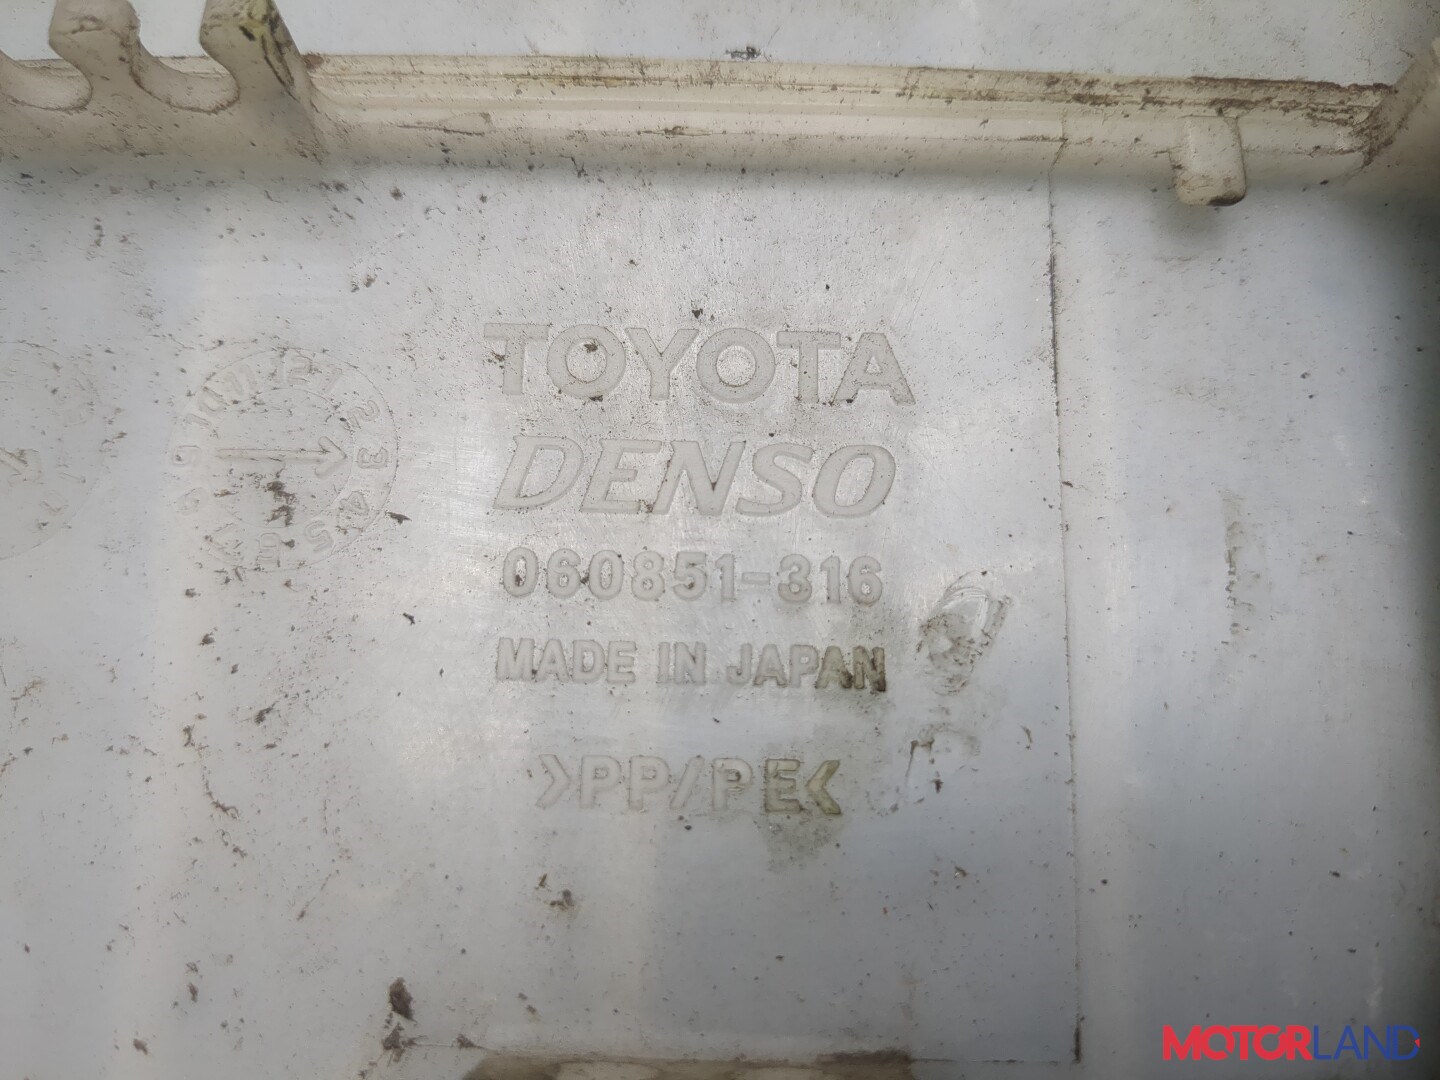 TOYOTA
DENSO
060851-316
MADE IN JAPAN
>PP/PE<
MOTORLAND